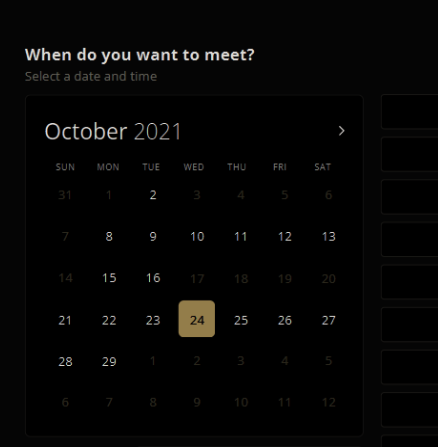 When do you want to meet?
Select a date and time
October 2021
SUN MON TUE WED THU FRI SAT
31 1 2 3 4 5 6
7 8 9 10 11 12 13
14 15 16 17 18 19 20
21 22 23 24 25 26 27
28 29 1 2 3 4 5
6 7 8 9 10 11 12